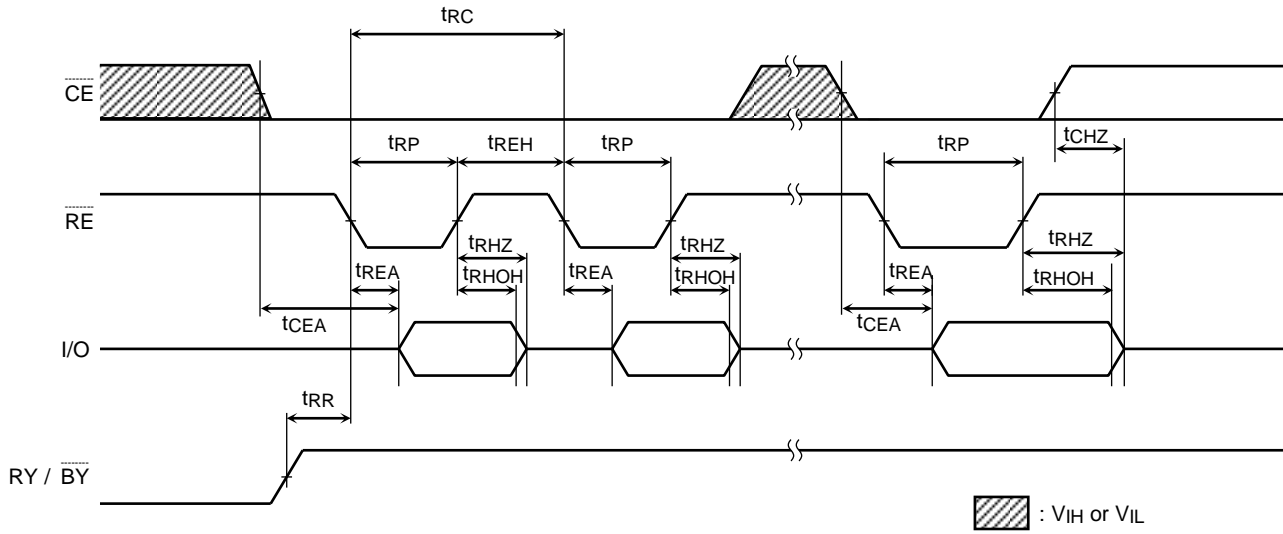 tRC
CE
tRP
tREH
tRP
tRP
tCHZ
RE
tRHZ
tRHZ
tRHZ
tREA
tRHOH
tREA
tRHOH
tREA
tRHOH
tCEA
tCEA
I/O
tRR
RY / BY
: VIH or VIL